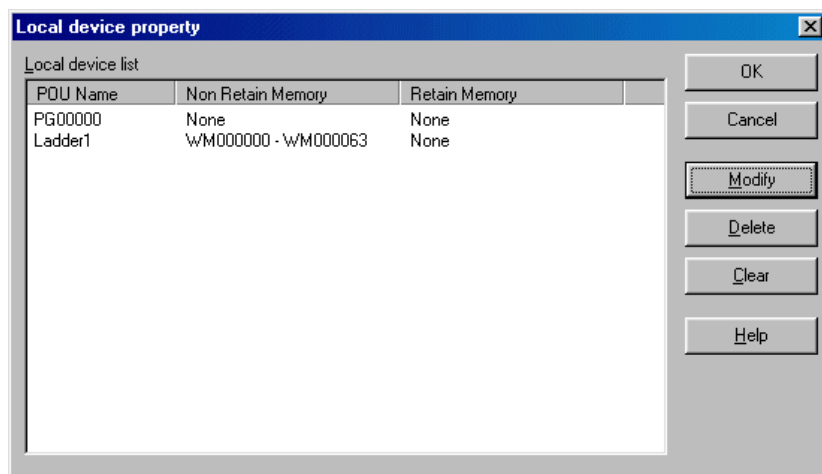 Local device property
Local device list
POU Name Non Retain Memory Retain Memory
PG00000 None None
Ladder1 WM000000 - WM000063 None
OK
Cancel
Modify
Delete
Clear
Help